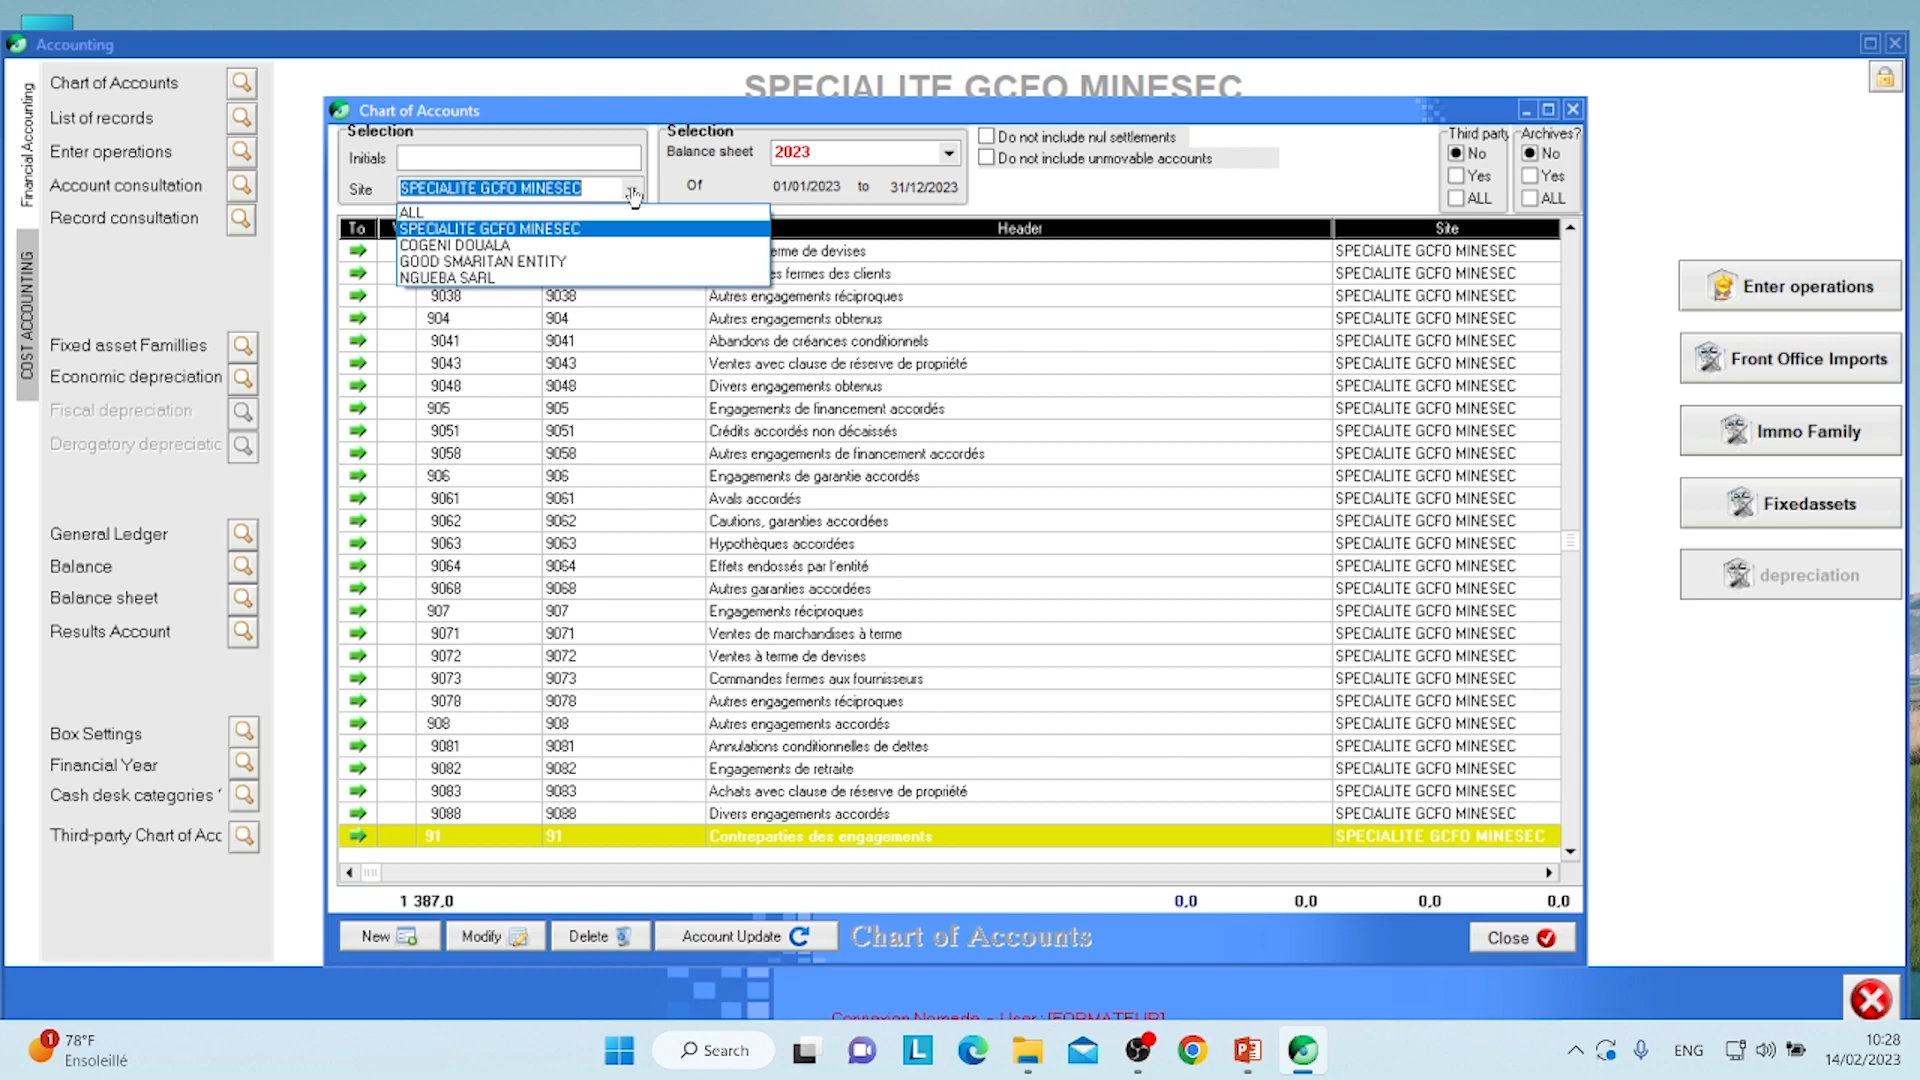 Accounting
SPECIALITE GCFO MINESEC
Financial Accounting
COST ACCOUNTING
Chart of Accounts
List of records
Enter operations
Account consultation
Record consultation
Fixed asset Famillies
Economic depreciation
Fiscal depreciation
Derogatory depreciatic
General Ledger
Balance
Balance sheet
Results Account
Box Settings
Financial Year
Cash desk categories '
Third-party Chart of Acc
Chart of Accounts
Selection
Initials
Site SPECIALITE GCFO MINESEC
ALL
SPECIALITE GCFO MINESEC
COGENI DOUALA
GOOD SMARITAN ENTITY
NGUEBA SARL
Selection
Balance sheet 2023
Of 01/01/2023 to 31/12/2023
Do not include nul settlements
Do not include unmovable accounts
Third party
No
Yes
ALL
Archives?
No
Yes
ALL
To Header Site
terme de devises SPECIALITE GCFO MINESEC
es fermes des clients SPECIALITE GCFO MINESEC
9038 9038 Autres engagements réciproques SPECIALITE GCFO MINESEC
904 904 Autres engagements obtenus SPECIALITE GCFO MINESEC
9041 9041 Abandons de créances conditionnels SPECIALITE GCFO MINESEC
9043 9043 Ventes avec clause de réserve de propriété SPECIALITE GCFO MINESEC
9048 9048 Divers engagements obtenus SPECIALITE GCFO MINESEC
905 905 Engagements de financement accordés SPECIALITE GCFO MINESEC
9051 9051 Crédits accordés non décaissés SPECIALITE GCFO MINESEC
9058 9058 Autres engagements de financement accordés SPECIALITE GCFO MINESEC
906 906 Engagements de garantie accordés SPECIALITE GCFO MINESEC
9061 9061 Avals accordés SPECIALITE GCFO MINESEC
9062 9062 Cautions, garanties accordées SPECIALITE GCFO MINESEC
9063 9063 Hypothèques accordées SPECIALITE GCFO MINESEC
9064 9064 Effets endossés par l'entité SPECIALITE GCFO MINESEC
9068 9068 Autres garanties accordées SPECIALITE GCFO MINESEC
907 907 Engagements réciproques SPECIALITE GCFO MINESEC
9071 9071 Ventes de marchandises à terme SPECIALITE GCFO MINESEC
9072 9072 Ventes à terme de devises SPECIALITE GCFO MINESEC
9073 9073 Commandes fermes aux fournisseurs SPECIALITE GCFO MINESEC
9078 9078 Autres engagements réciproques SPECIALITE GCFO MINESEC
908 908 Autres engagements accordés SPECIALITE GCFO MINESEC
9081 9081 Annulations conditionnelles de dettes SPECIALITE GCFO MINESEC
9082 9082 Engagements de retraite SPECIALITE GCFO MINESEC
9083 9083 Achats avec clause de réserve de propriété SPECIALITE GCFO MINESEC
9088 9088 Divers engagements accordés SPECIALITE GCFO MINESEC
91 91 Contreparties des engagements SPECIALITE GCFO MINESEC
1 387,0 0,0 0,0 0,0 0,0
New Modify Delete Account Update Chart of Accounts Close
Enter operations
Front Office Imports
Immo Family
Fixedassets
depreciation
Connexion Nomade - User : [FORMATEUR]
1 78°F
Ensoleillé
Search
L
P
ENG
10:28
14/02/2023